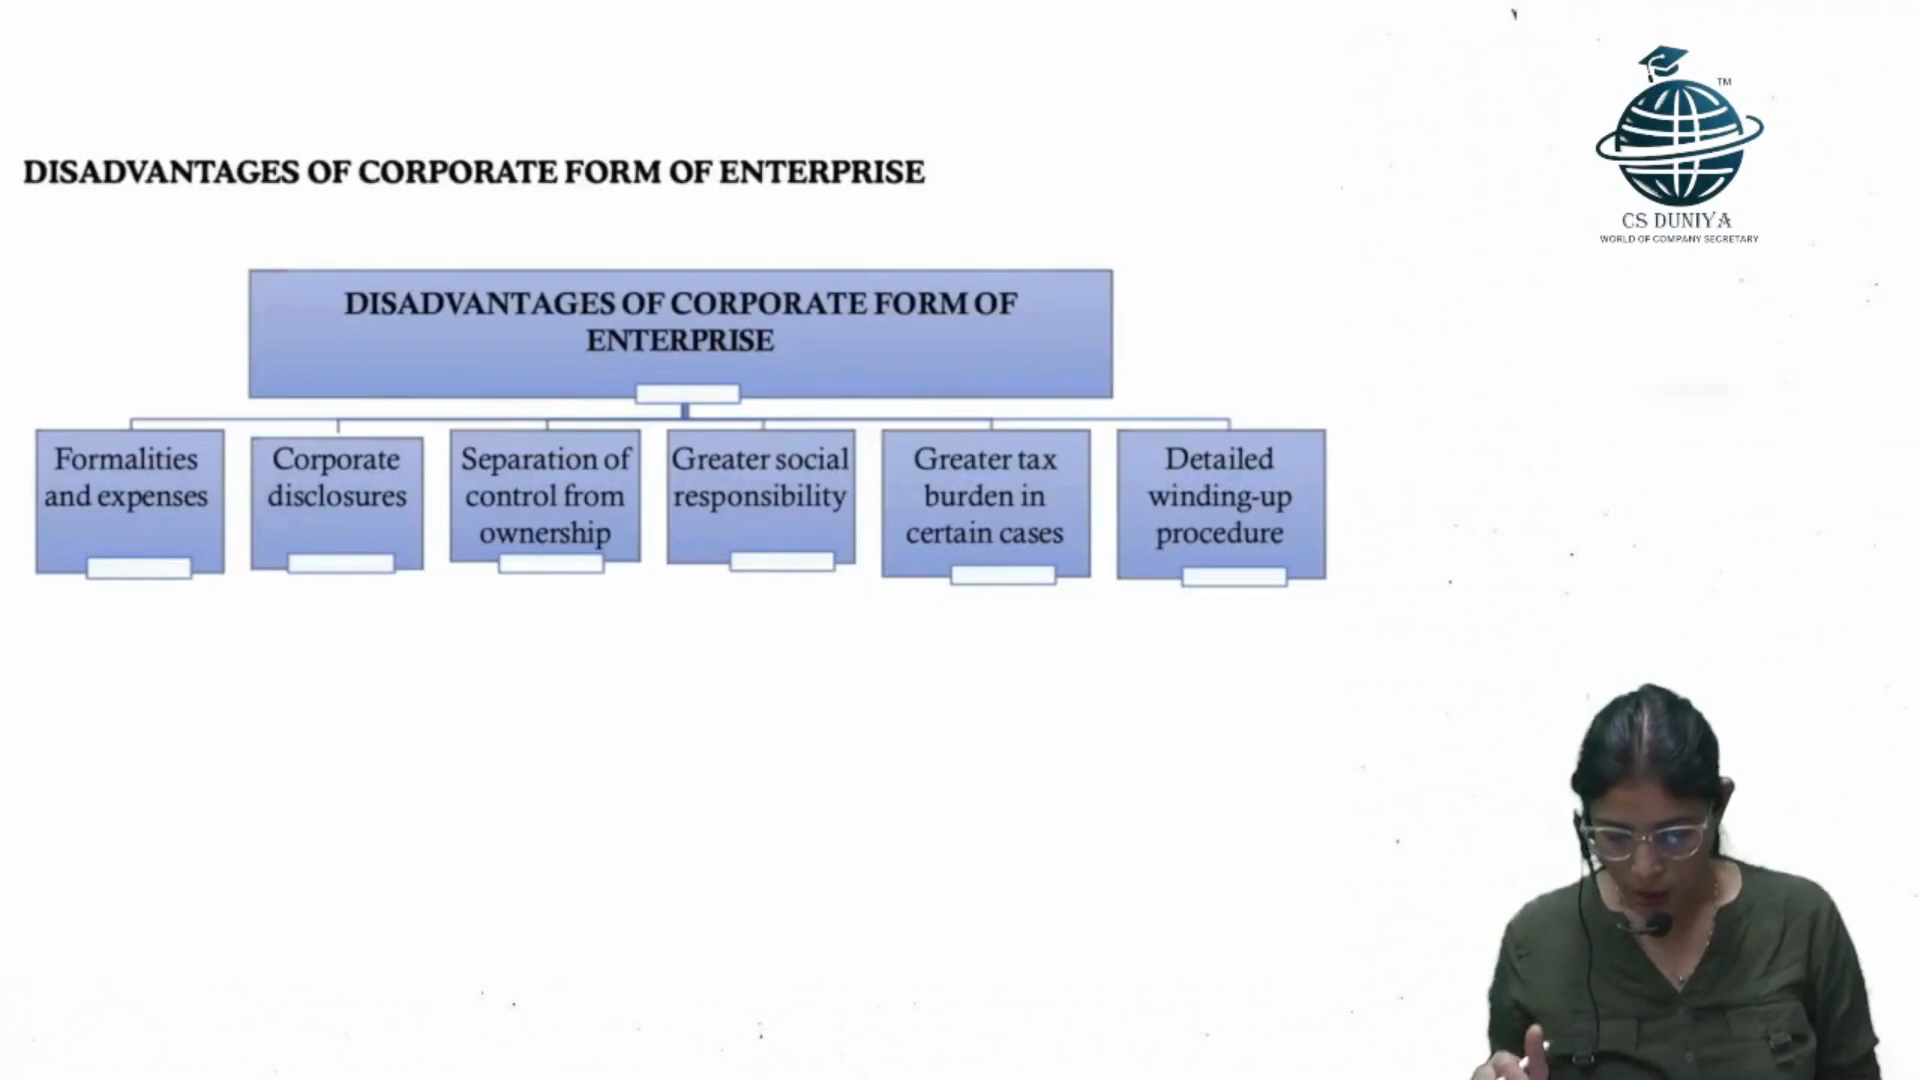 TM
CS DUNIYA
WORLD OF COMPANY SECRETARY
DISADVANTAGES OF CORPORATE FORM OF ENTERPRISE
DISADVANTAGES OF CORPORATE FORM OF
ENTERPRISE
Formalities
and expenses
Corporate
disclosures
Separation of
control from
ownership
Greater social
responsibility
Greater tax
burden in
certain cases
Detailed
winding-up
procedure